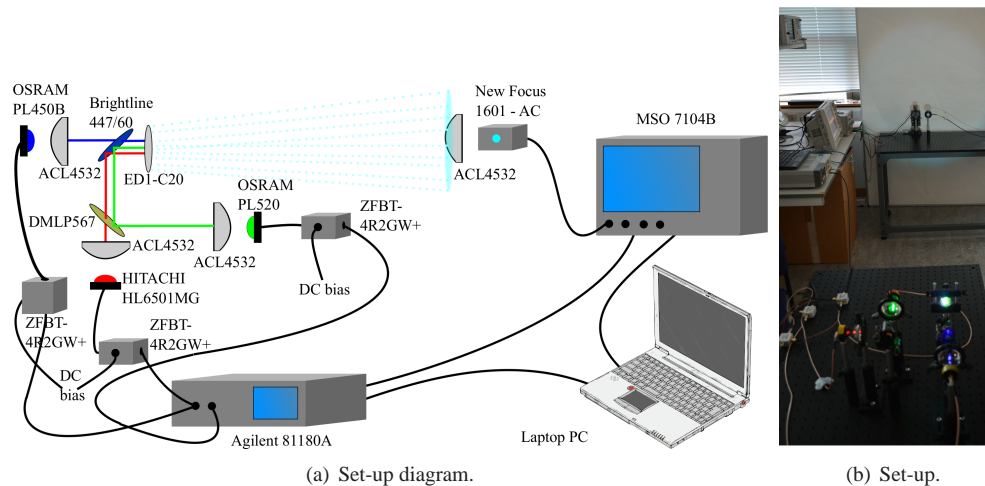 OSRAM
PL450B
Brightline
447/60
ACL4532
ED1-C20
New Focus
1601 - AC
ACL4532
MSO 7104B
DMLP567
OSRAM
PL520
ZFBT-
4R2GW+
ACL4532
ACL4532
DC bias
HITACHI
HL6501MG
ZFBT-
4R2GW+
ZFBT-
4R2GW+
DC
bias
Agilent 81180A
Laptop PC
(a) Set-up diagram.
(b) Set-up.